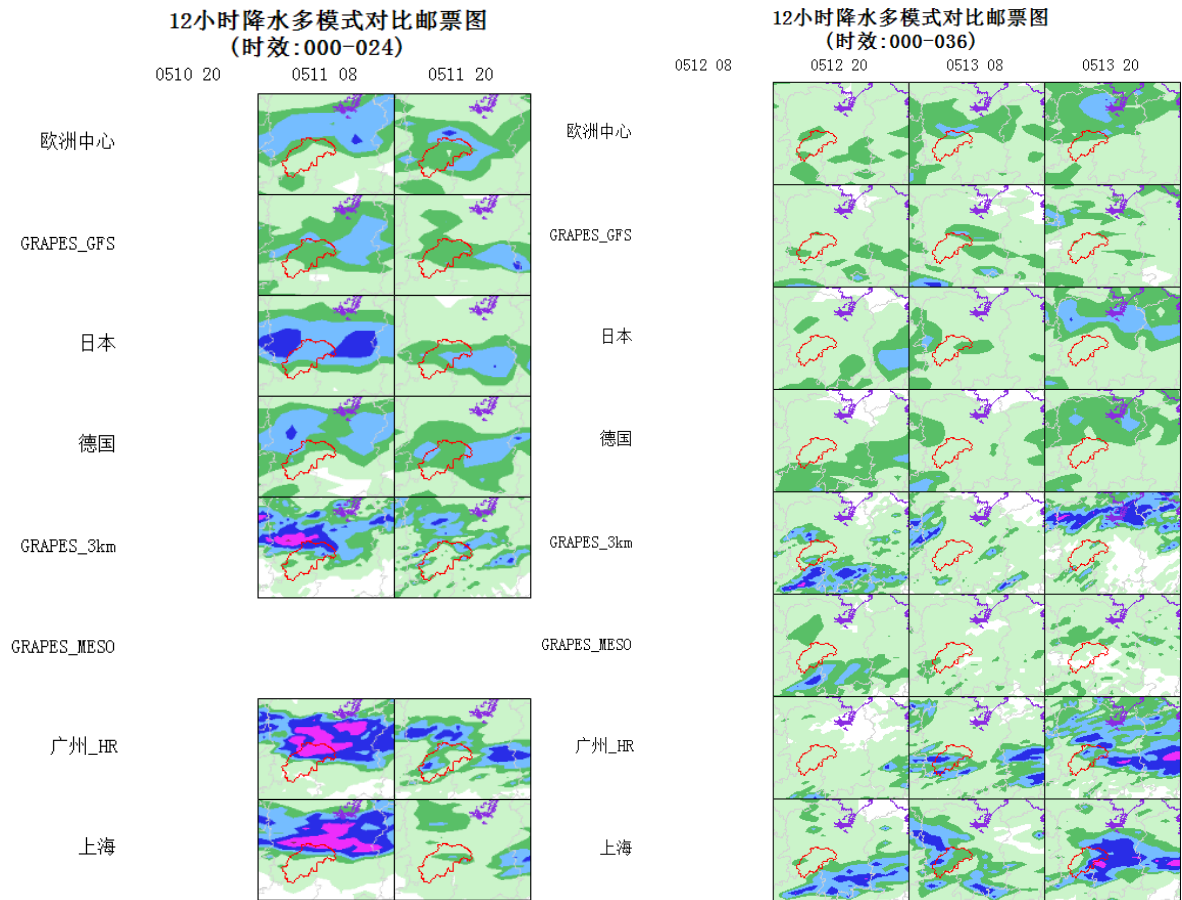 12小时降水多模式对比邮票图
(时效:000-024)
0510 20
0511 08
0511 20
欧洲中心
GRAPES_GFS
日本
德国
GRAPES_3km
GRAPES_MESO
广州_HR
上海
12小时降水多模式对比邮票图
(时效:000-036)
0512 08
0512 20
0513 08
0513 20
欧洲中心
GRAPES_GFS
日本
德国
GRAPES_3km
GRAPES_MESO
广州_HR
上海